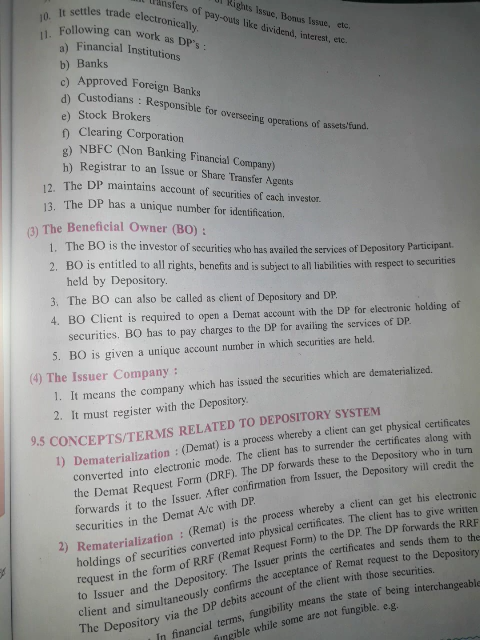 transfers of pay-outs like dividend, interest, etc.
Rights Issue, Bonus Issue, etc.
10. It settles trade electronically.
11. Following can work as DP's :
a) Financial Institutions
b) Banks
c) Approved Foreign Banks
d) Custodians : Responsible for overseeing operations of assets/fund.
e) Stock Brokers
f) Clearing Corporation
g) NBFC (Non Banking Financial Company)
h) Registrar to an Issue or Share Transfer Agents
12. The DP maintains account of securities of each investor.
13. The DP has a unique number for identification.
(3) The Beneficial Owner (BO) :
1. The BO is the investor of securities who has availed the services of Depository Participant.
2. BO is entitled to all rights, benefits and is subject to all liabilities with respect to securities
held by Depository.
3. The BO can also be called as client of Depository and DP.
4. BO Client is required to open a Demat account with the DP for electronic holding of
securities. BO has to pay charges to the DP for availing the services of DP.
5. BO is given a unique account number in which securities are held.
(4) The Issuer Company :
1. It means the company which has issued the securities which are dematerialized.
2. It must register with the Depository.
9.5 CONCEPTS/TERMS RELATED TO DEPOSITORY SYSTEM
1) Dematerialization : (Demat) is a process whereby a client can get physical certificates
converted into electronic mode. The client has to surrender the certificates along with
the Demat Request Form (DRF). The DP forwards these to the Depository who in turn
forwards it to the Issuer. After confirmation from Issuer, the Depository will credit the
securities in the Demat A/c with DP.
2) Rematerialization : (Remat) is the process whereby a client can get his electronic
holdings of securities converted into physical certificates. The client has to give written
request in the form of RRF (Remat Request Form) to the DP. The DP forwards the RRF
to Issuer and the Depository. The Issuer prints the certificates and sends them to the
client and simultaneously confirms the acceptance of Remat request to the Depository
The Depository via the DP debits account of the client with those securities.
In financial terms, fungibility means the state of being interchangeable
fungible while some are not fungible. e.g.